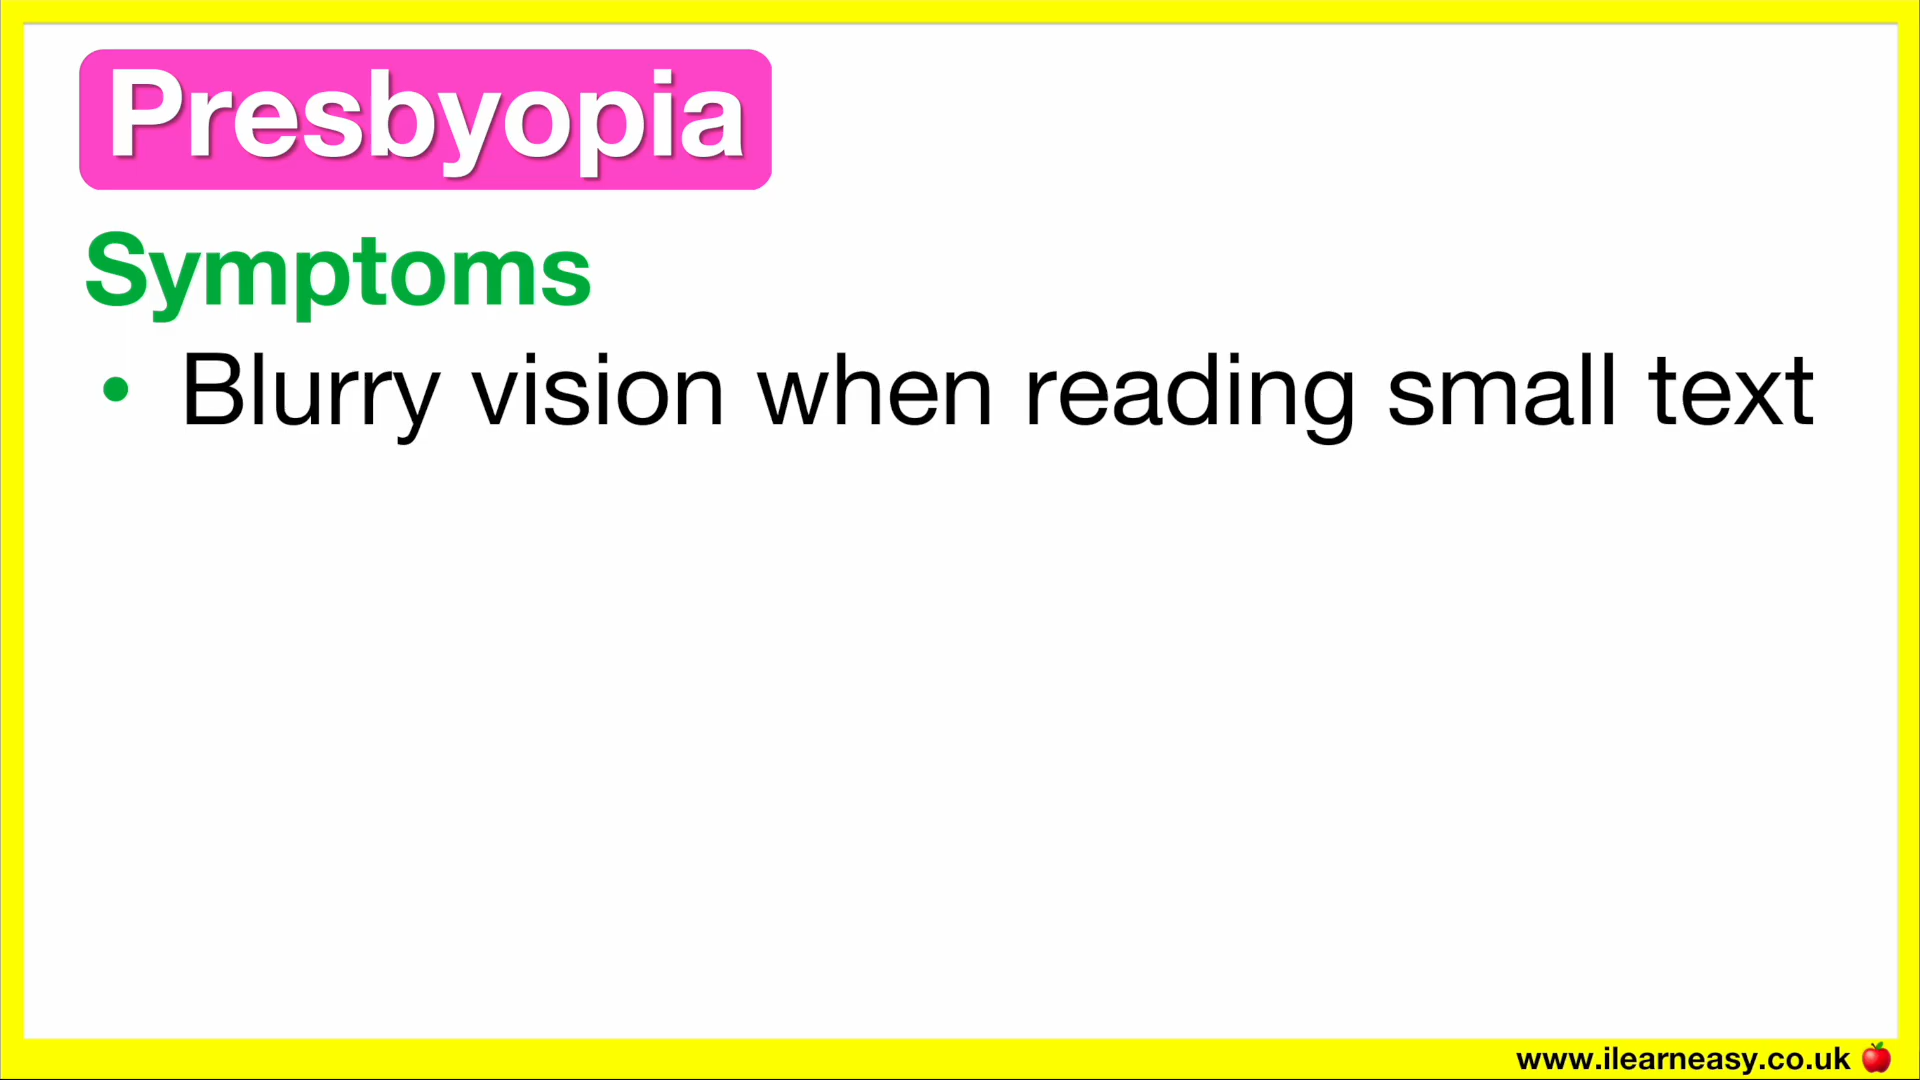 Presbyopia
Symptoms
• Blurry vision when reading small text
www.ilearneasy.co.uk